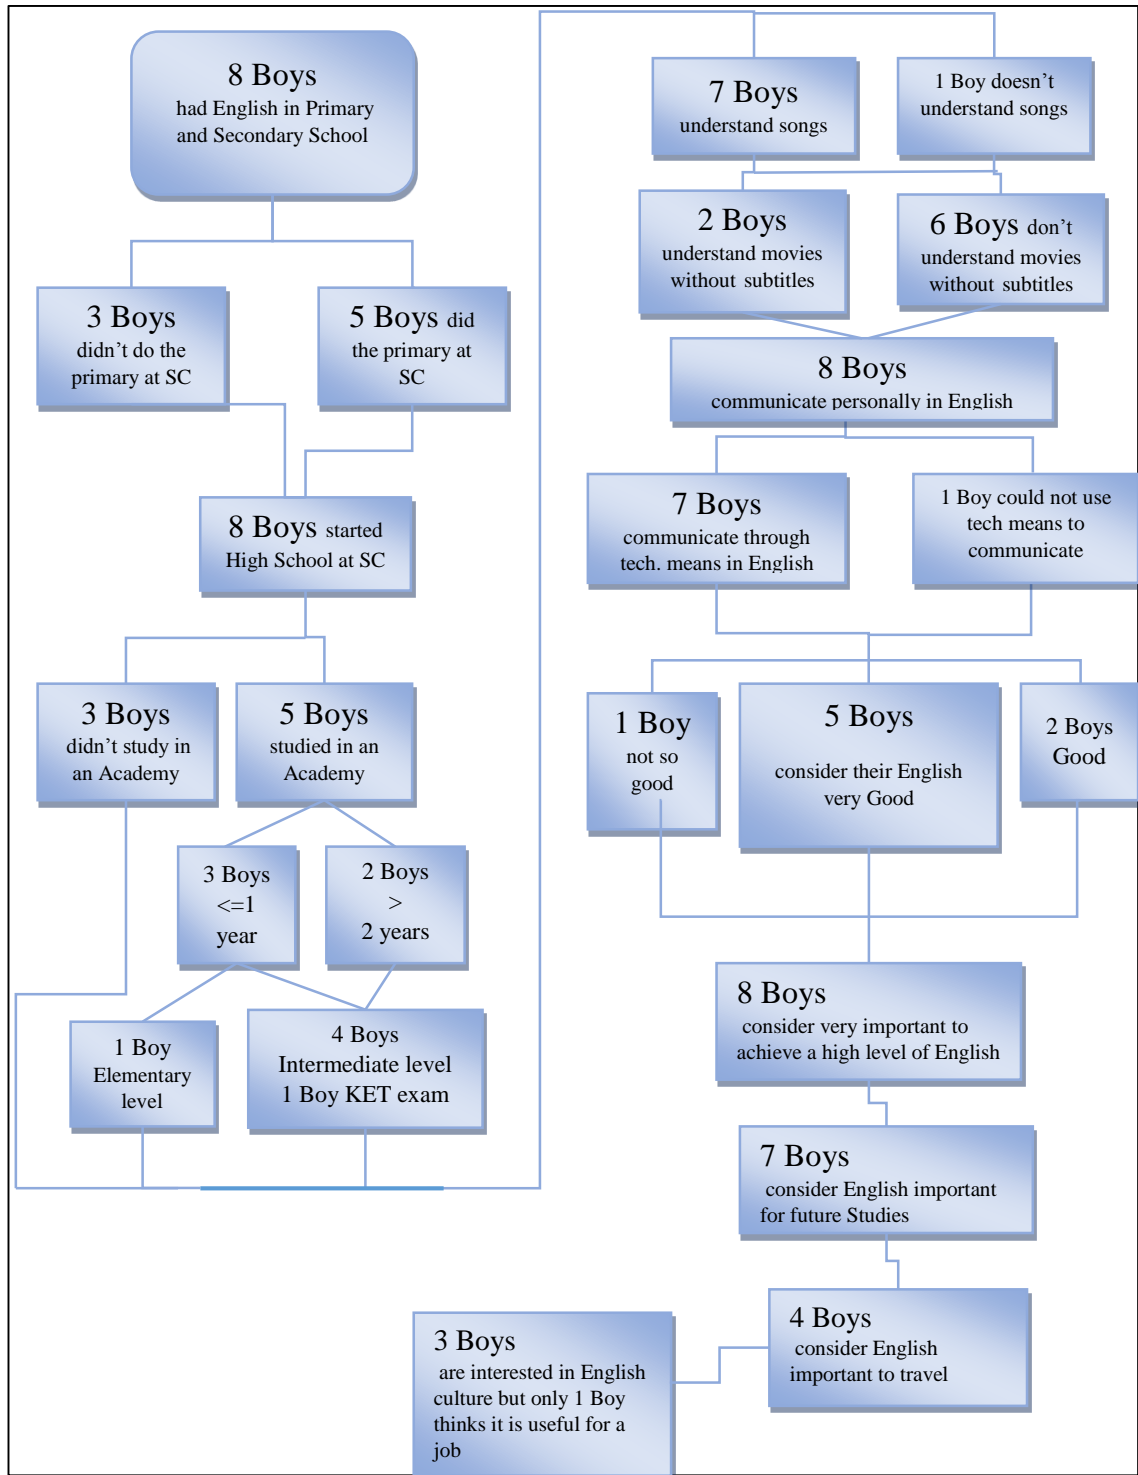 8 Boys
had English in Primary
and Secondary School
3 Boys
didn’t do the
primary at SC
5 Boys did
the primary at
SC
8 Boys started
High School at SC
3 Boys
didn’t study in
an Academy
5 Boys
studied in an
Academy
3 Boys
<=1
year
2 Boys
>
2 years
1 Boy
Elementary
level
4 Boys
Intermediate level
1 Boy KET exam
7 Boys
understand songs
1 Boy doesn’t
understand songs
2 Boys
understand movies
without subtitles
6 Boys don’t
understand movies
without subtitles
8 Boys
communicate personally in English
7 Boys
communicate through
tech. means in English
1 Boy could not use
tech means to
communicate
1 Boy
not so
good
5 Boys
consider their English
very Good
2 Boys
Good
8 Boys
consider very important to
achieve a high level of English
7 Boys
consider English important
for future Studies
4 Boys
consider English
important to travel
3 Boys
are interested in English
culture but only 1 Boy
thinks it is useful for a
job